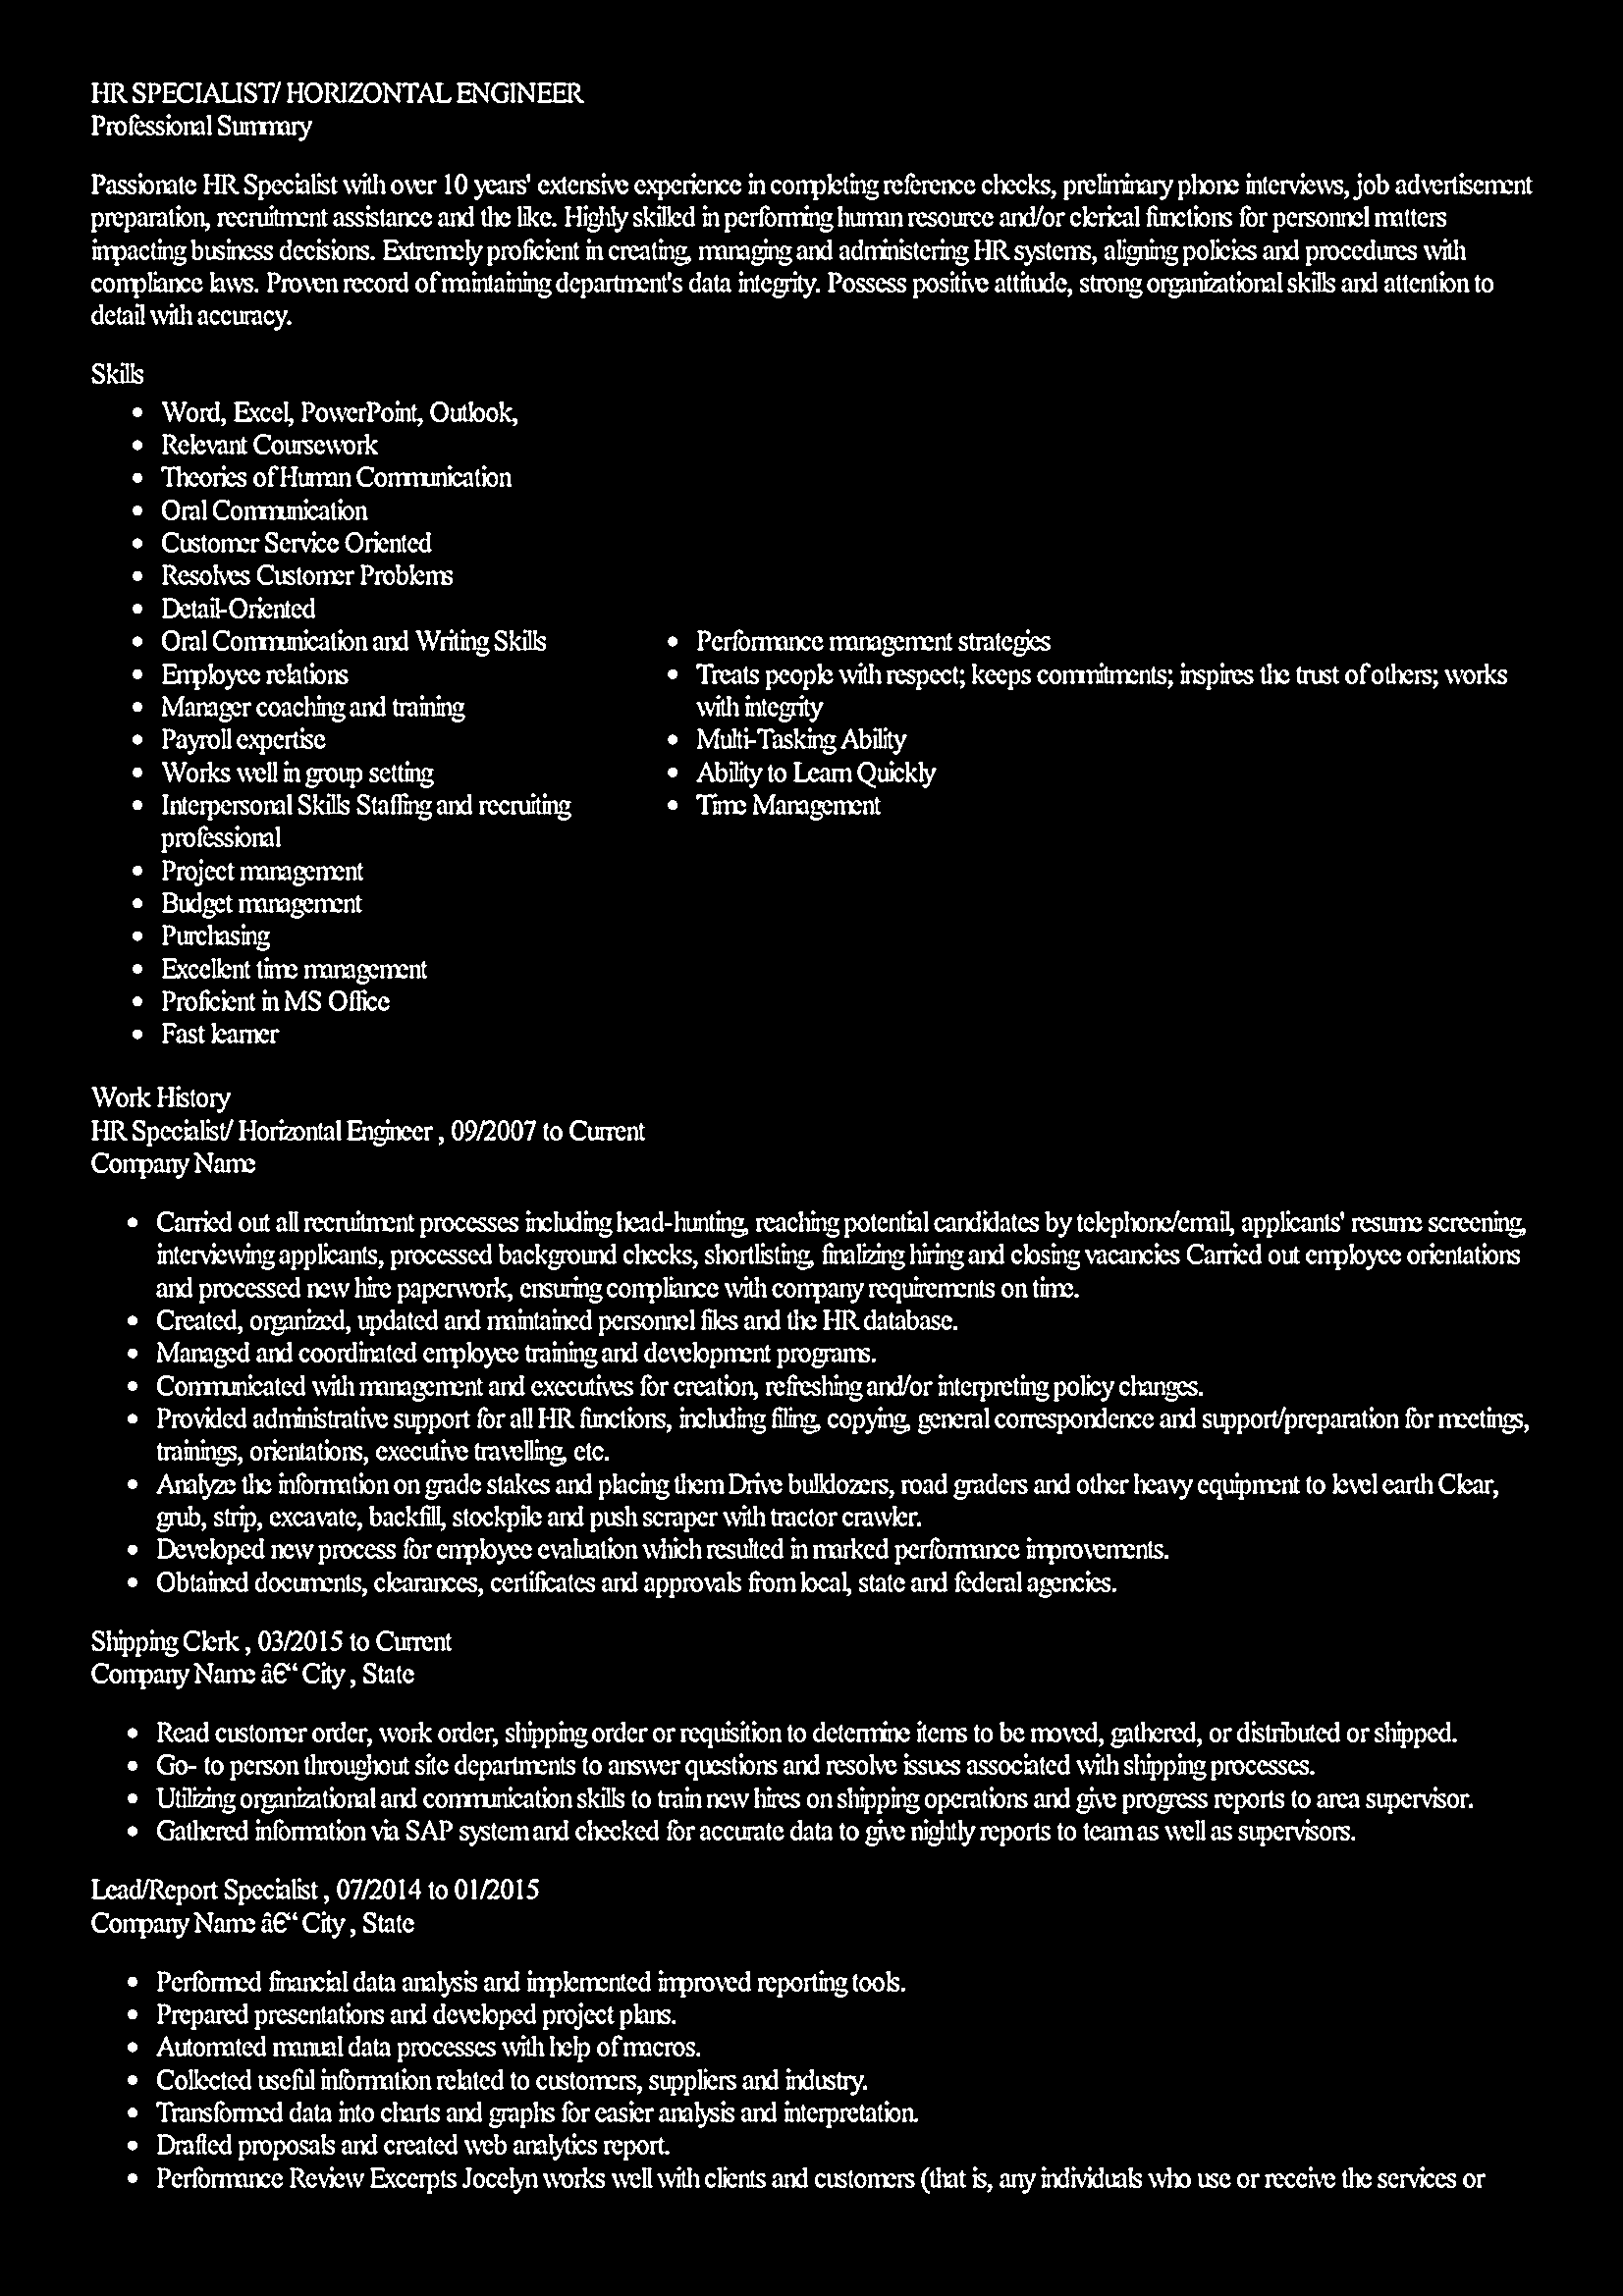 HR SPECIALIST/ HORIZONTAL ENGINEER
Professional Summary
Passionate HR Specialist with over 10 years' extensive experience in completing reference checks, preliminary phone interviews, job advertisement
preparation, recruitment assistance and the like. Highly skilled in performing human resource and/or clerical functions for personnel matters
impacting business decisions. Extremely proficient in creating, managing and administering HR systems, aligning policies and procedures with
compliance laws. Proven record of maintaining department's data integrity. Possess positive attitude, strong organizational skills and attention to
detail with accuracy.
Skills
• Word, Excel, PowerPoint, Outlook,
• Relevant Coursework
• Theories of Human Communication
• Oral Communication
• Customer Service Oriented
• Resolves Customer Problems
• Detail-Oriented
• Oral Communication and Writing Skills
• Employee relations
• Manager coaching and training
• Payroll expertise
• Works well in group setting
• Interpersonal Skills Staffing and recruiting
professional
• Project management
• Budget management
• Purchasing
• Excellent time management
• Proficient in MS Office
• Fast learner
• Performance management strategies
• Treats people with respect; keeps commitments; inspires the trust of others; works
with integrity
• Multi-Tasking Ability
• Ability to Learn Quickly
• Time Management
Work History
HR Specialist/ Horizontal Engineer , 09/2007 to Current
Company Name
• Carried out all recruitment processes including head-hunting, reaching potential candidates by telephone/email, applicants' resume screening,
interviewing applicants, processed background checks, shortlisting, finalizing hiring and closing vacancies Carried out employee orientations
and processed new hire paperwork, ensuring compliance with company requirements on time.
• Created, organized, updated and maintained personnel files and the HR database.
• Managed and coordinated employee training and development programs.
• Communicated with management and executives for creation, refreshing and/or interpreting policy changes.
• Provided administrative support for all HR functions, including filing, copying, general correspondence and support/preparation for meetings,
trainings, orientations, executive travelling, etc.
• Analyze the information on grade stakes and placing them Drive bulldozers, road graders and other heavy equipment to level earth Clear,
grub, strip, excavate, backfill, stockpile and push scraper with tractor crawler.
• Developed new process for employee evaluation which resulted in marked performance improvements.
• Obtained documents, clearances, certificates and approvals from local, state and federal agencies.
Shipping Clerk , 03/2015 to Current
Company Name â€“ City , State
• Read customer order, work order, shipping order or requisition to determine items to be moved, gathered, or distributed or shipped.
• Go- to person throughout site departments to answer questions and resolve issues associated with shipping processes.
• Utilizing organizational and communication skills to train new hires on shipping operations and give progress reports to area supervisor.
• Gathered information via SAP system and checked for accurate data to give nightly reports to team as well as supervisors.
Lead/Report Specialist , 07/2014 to 01/2015
Company Name â€“ City , State
• Performed financial data analysis and implemented improved reporting tools.
• Prepared presentations and developed project plans.
• Automated manual data processes with help of macros.
• Collected useful information related to customers, suppliers and industry.
• Transformed data into charts and graphs for easier analysis and interpretation.
• Drafted proposals and created web analytics report.
• Performance Review Excerpts Jocelyn works well with clients and customers (that is, any individuals who use or receive the services or